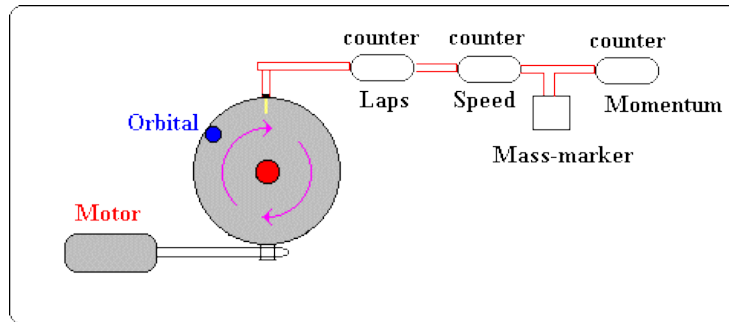 counter counter counter
Laps Speed Momentum
Orbital
Mass-marker
Motor